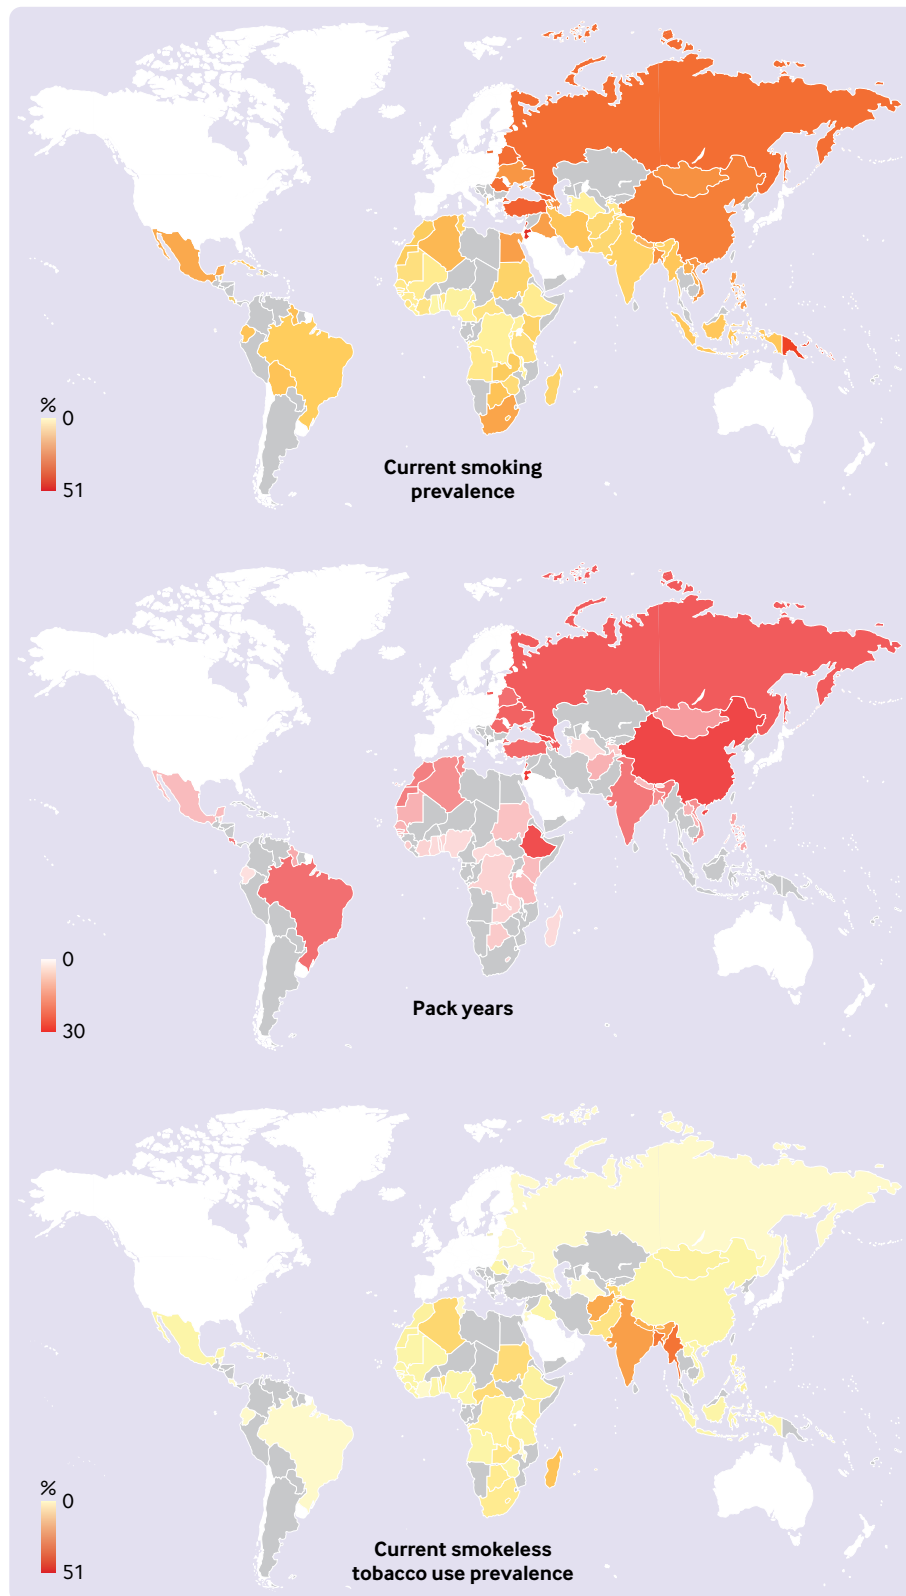 %
0
51
Current smoking
prevalence
0
30
Pack years
%
0
51
Current smokeless
tobacco use prevalence